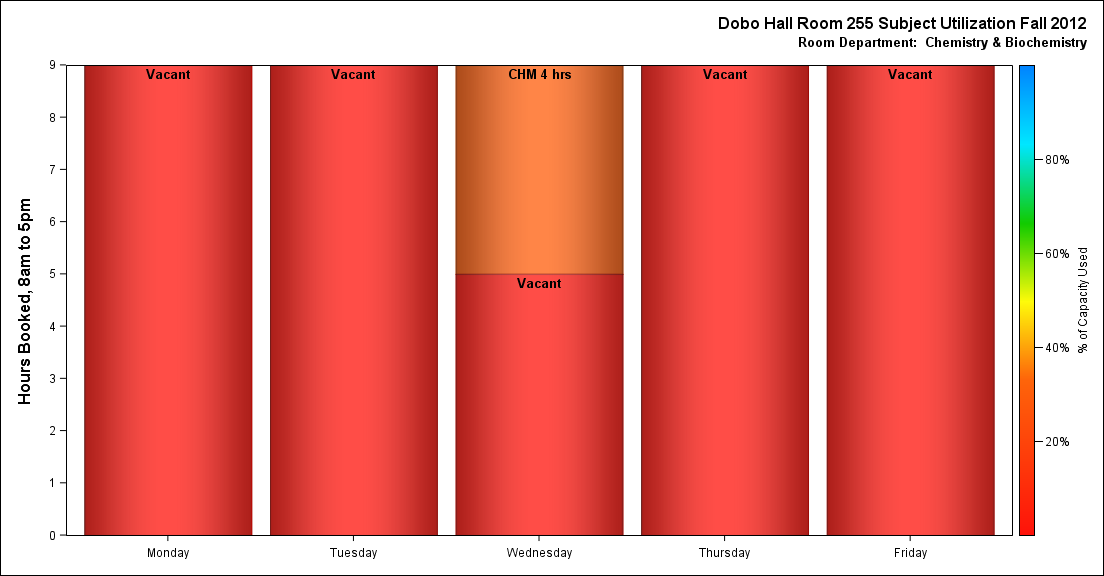 Dobo Hall Room 255 Subject Utilization Fall 2012
Room Department:  Chemistry & Biochemistry
Hours Booked, 8am to 5pm
9
8
7
6
5
4
3
2
1
0
Vacant
Vacant
CHM 4 hrs
Vacant
Vacant
Vacant
Monday
Tuesday
Wednesday
Thursday
Friday
80%
60%
40%
20%
% of Capacity Used